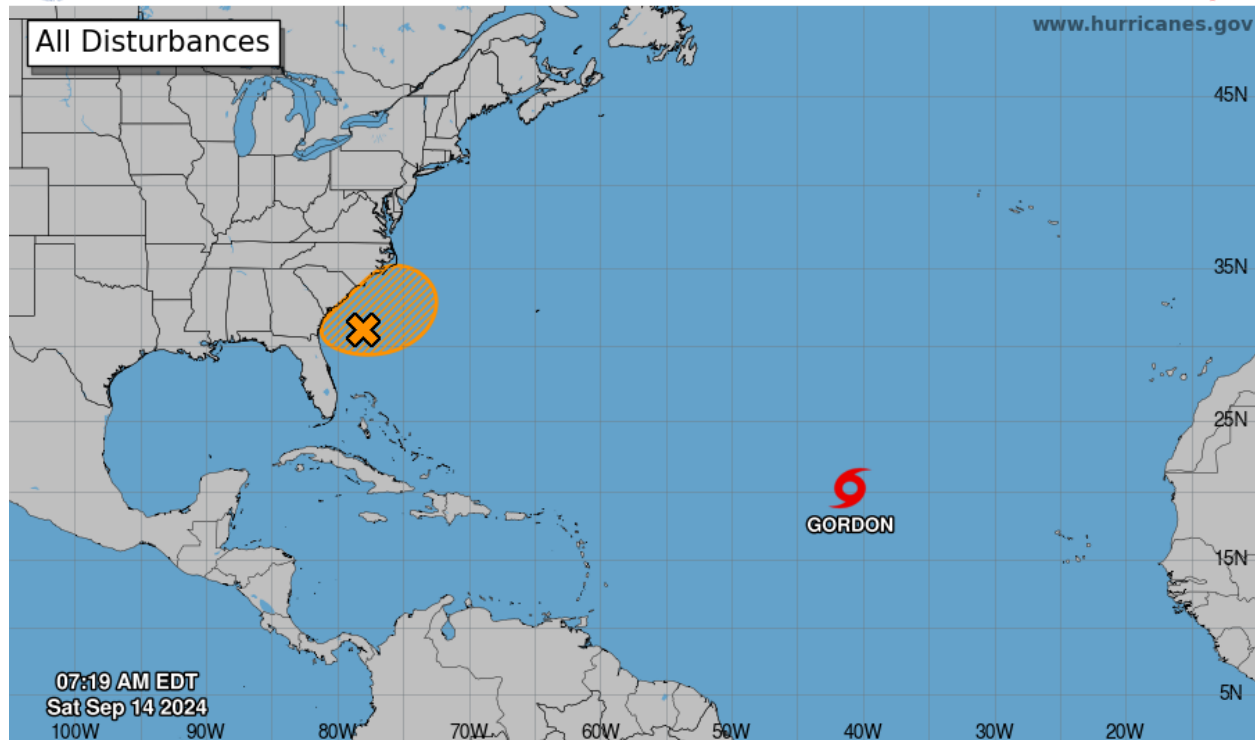 All Disturbances
www.hurricanes.gov
45N
35N
25N
GORDON
15N
07:19 AM EDT
Sat Sep 14 2024
5N
100W 90W 80W 70W 60W 50W 40W 30W 20W